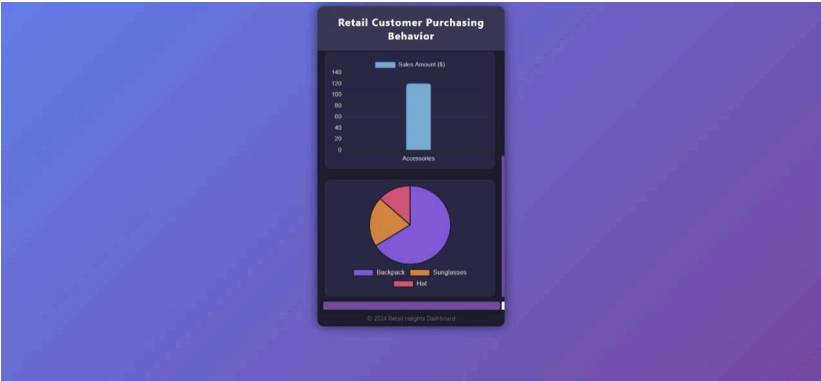 Retail Customer Purchasing
Behavior
Sales Amount ($)
140
120
100
80
60
40
20
0
Accessories
Backpack
Sunglasses
Hat
© 2024 Retail Insights Dashboard